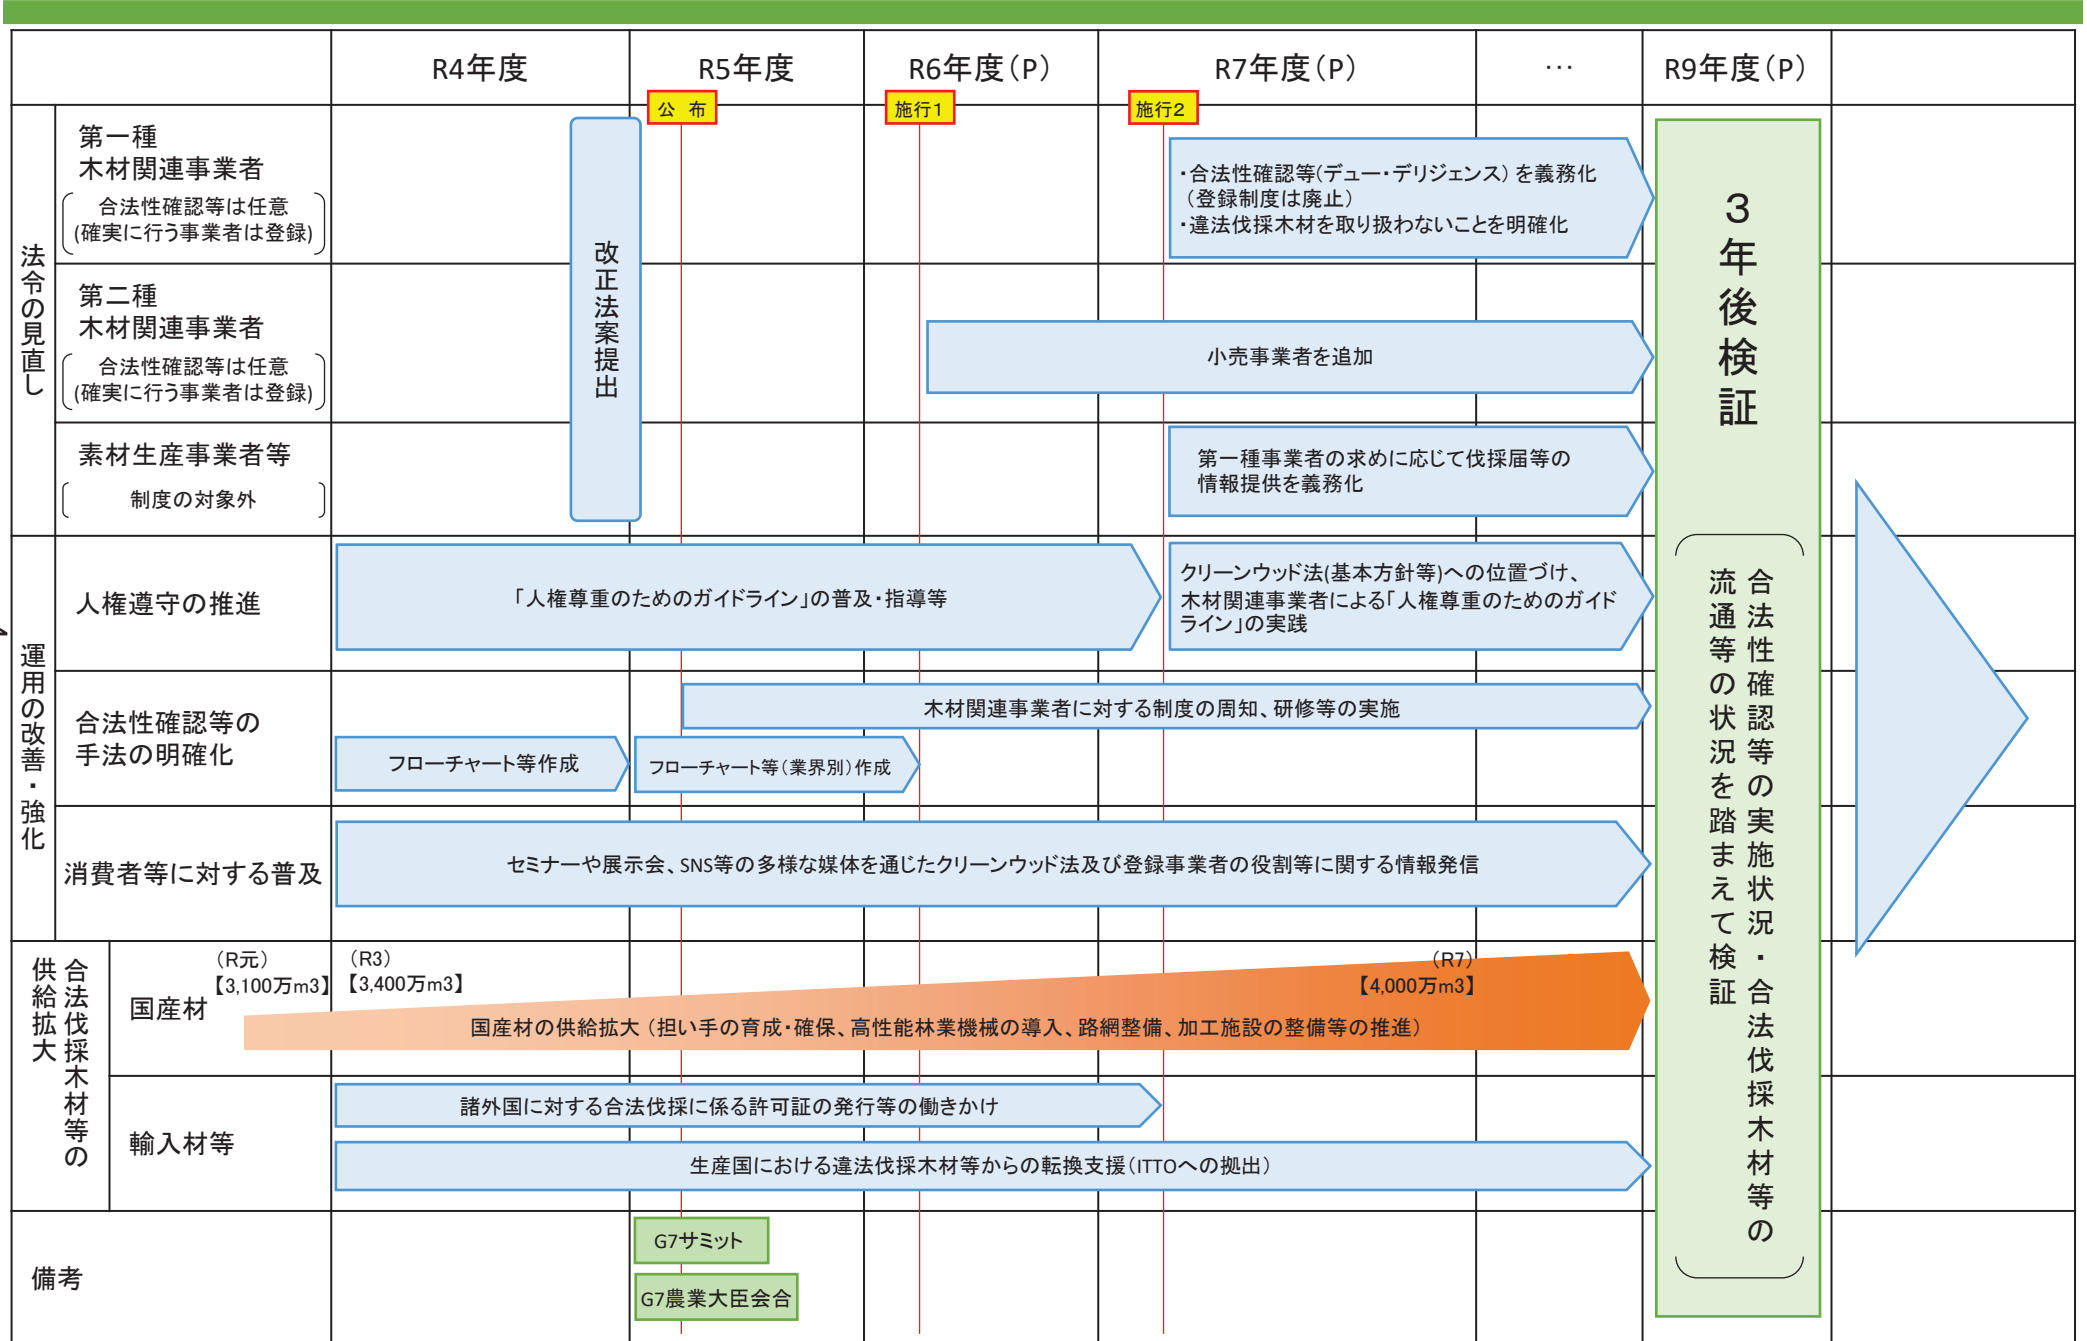 R4年度
R5年度
R6年度(P)
R7年度(P)
…
R9年度(P)
公 布
施行1
施行2
法令の見直し
第一種
木材関連事業者
合法性確認等は任意
(確実に行う事業者は登録)
改正法案提出
・合法性確認等(デュー・デリジェンス) を義務化
(登録制度は廃止)
・違法伐採木材を取り扱わないことを明確化
第二種
木材関連事業者
合法性確認等は任意
(確実に行う事業者は登録)
小売事業者を追加
素材生産事業者等
制度の対象外
第一種事業者の求めに応じて伐採届等の
情報提供を義務化
3年後検証
合法性確認等の実施状況・合法伐採木材等の
流通等の状況を踏まえて検証
運用の改善・強化
人権遵守の推進
「人権尊重のためのガイドライン」の普及・指導等
クリーンウッド法(基本方針等)への位置づけ、
木材関連事業者による「人権尊重のためのガイド
ライン」の実践
合法性確認等の
手法の明確化
木材関連事業者に対する制度の周知、研修等の実施
フローチャート等作成
フローチャート等(業界別)作成
消費者等に対する普及
セミナーや展示会、SNS等の多様な媒体を通じたクリーンウッド法及び登録事業者の役割等に関する情報発信
合法伐採木材等の
供給拡大
国産材
(R元)
【3,100万m3】
(R3)
【3,400万m3】
(R7)
【4,000万m3】
国産材の供給拡大 (担い手の育成・確保、高性能林業機械の導入、路網整備、加工施設の整備等の推進)
輸入材等
諸外国に対する合法伐採に係る許可証の発行等の働きかけ
生産国における違法伐採木材等からの転換支援(ITTOへの拠出)
備考
G7サミット
G7農業大臣会合